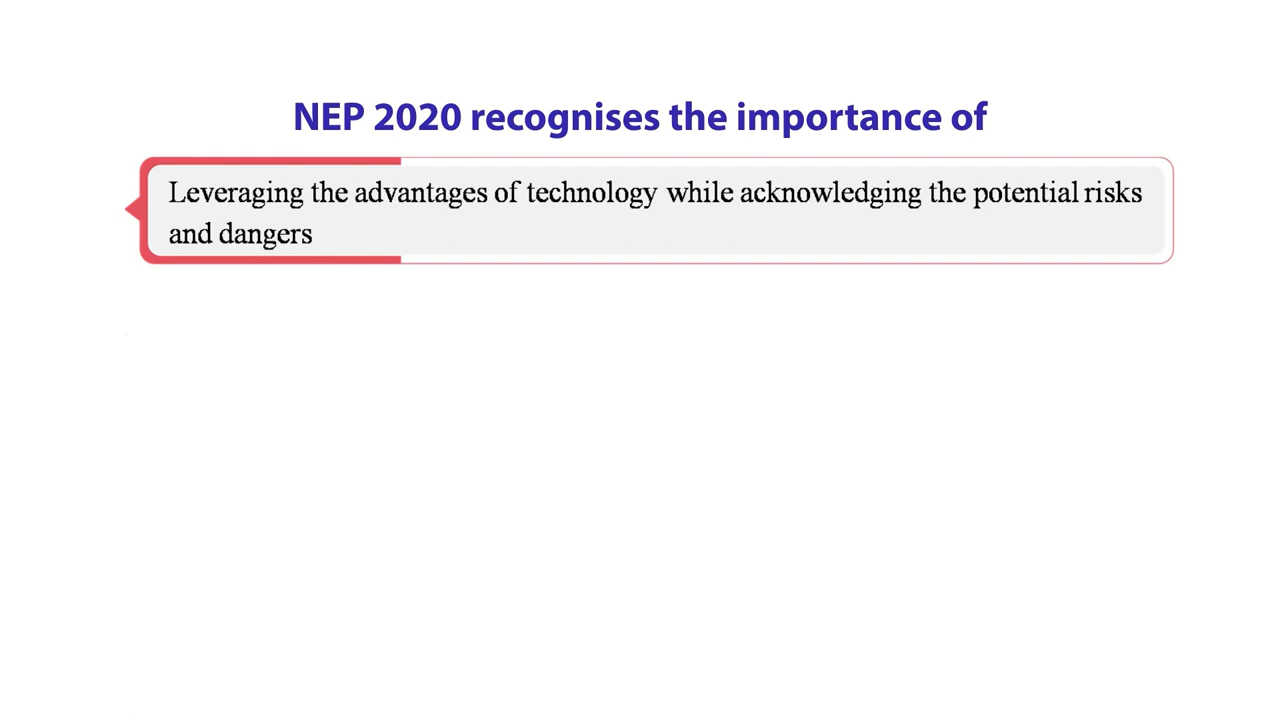 NEP 2020 recognises the importance of
Leveraging the advantages of technology while acknowledging the potential risks
and dangers